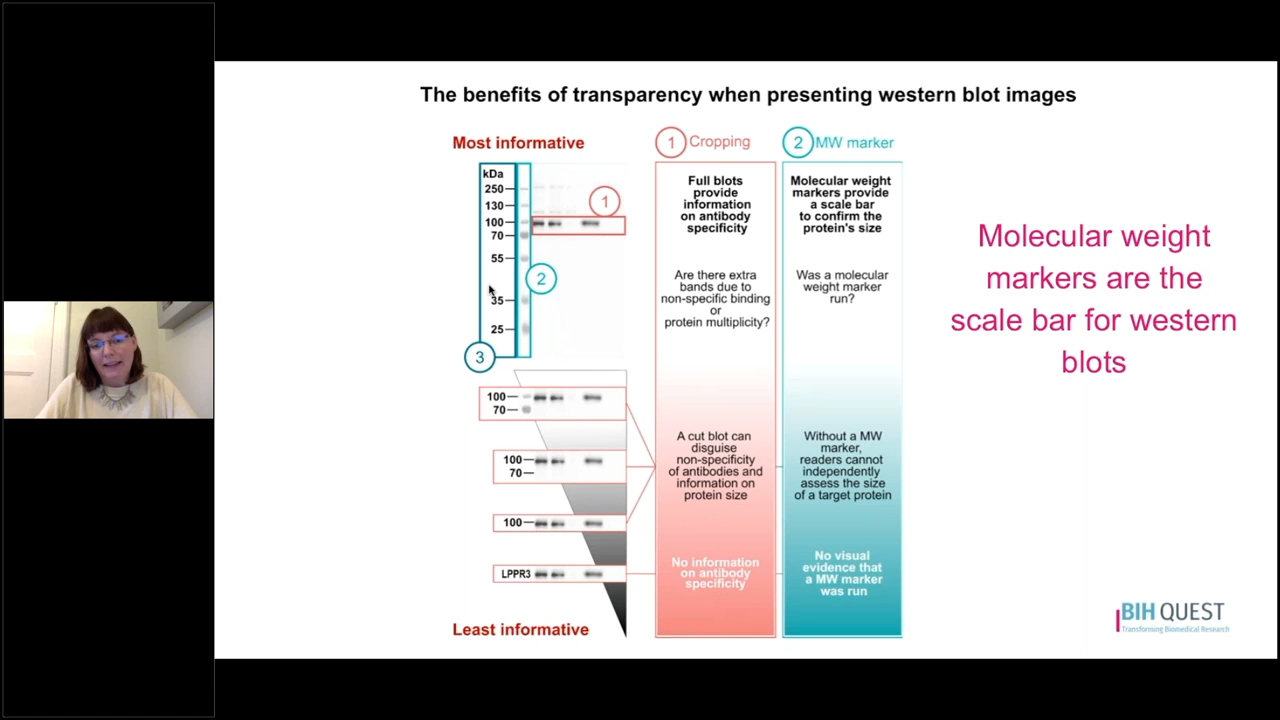 The benefits of transparency when presenting western blot images
Most informative
1 Cropping
2 MW marker
kDa
250
130
100
70
55
35
25
1
2
3
100
70
100
70
100
LPPR3
Least informative
Full blots
provide
information
on antibody
specificity
Are there extra
bands due to
non-specific binding
or
protein multiplicity?
A cut blot can
disguise
non-specificity
of antibodies and
information on
protein size
No information
on antibody
specificity
Molecular weight
markers provide
a scale bar
to confirm the
protein's size
Was a molecular
weight marker
run?
Without a MW
marker,
readers cannot
independently
assess the size
of a target protein
No visual
evidence that
a MW marker
was run
Molecular weight
markers are the
scale bar for western
blots
BIH QUEST
Transforming Biomedical Research